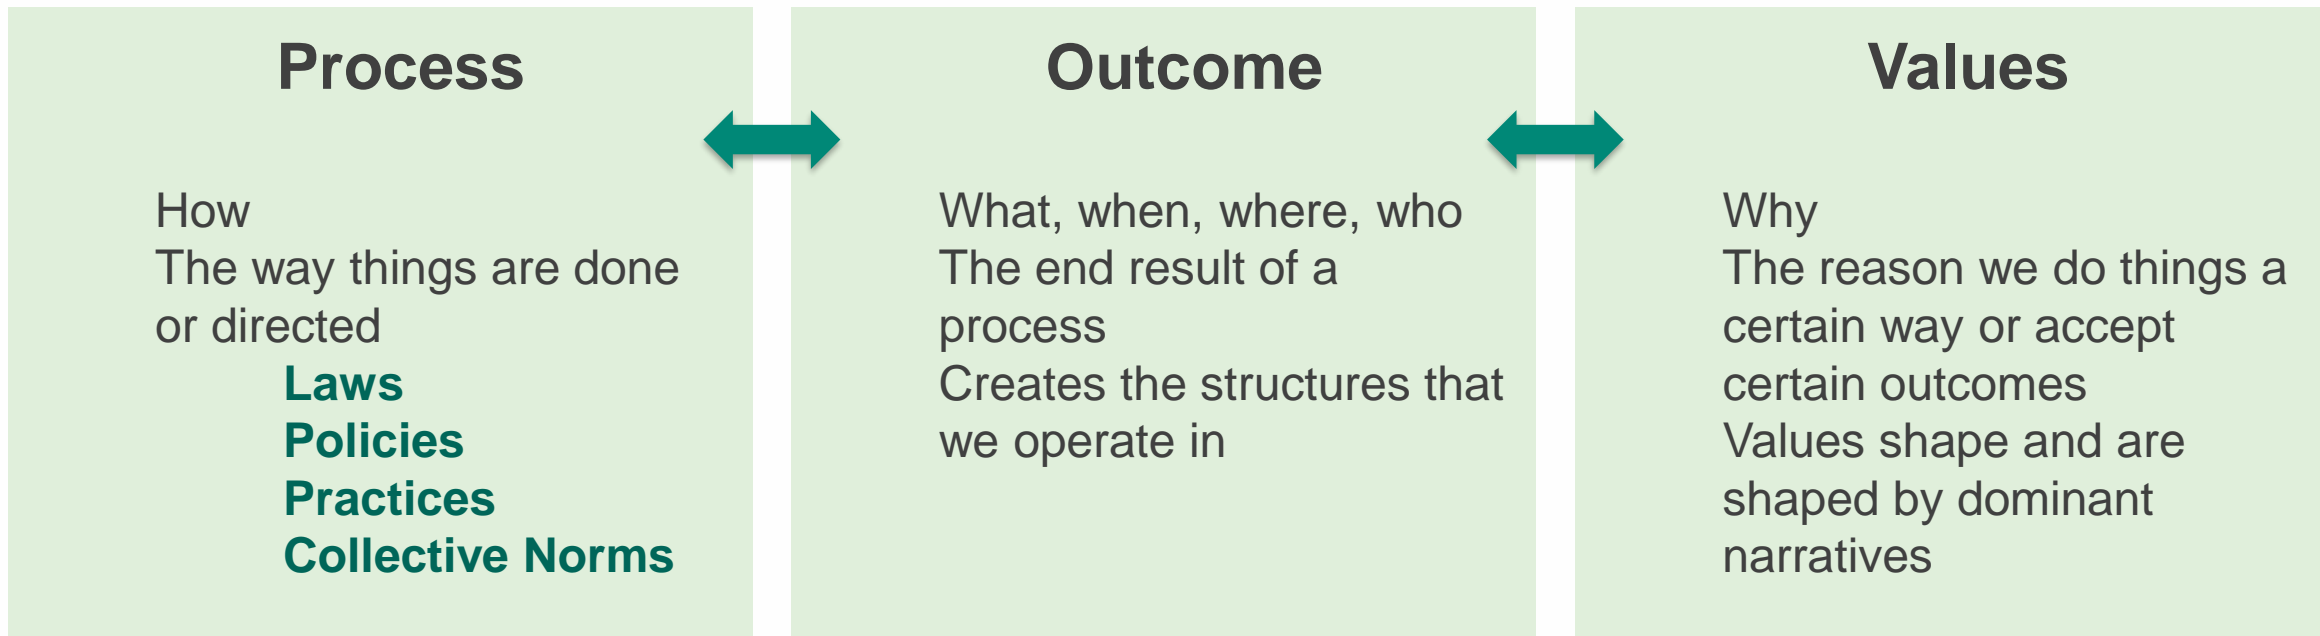 Process
How
The way things are done
or directed
Laws
Policies
Practices
Collective Norms
Outcome
What, when, where, who
The end result of a
process
Creates the structures that
we operate in
Values
Why
The reason we do things a
certain way or accept
certain outcomes
Values shape and are
shaped by dominant
narratives